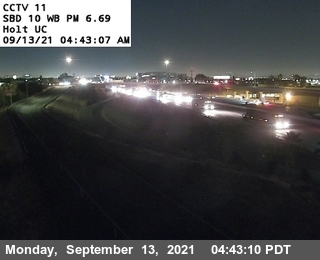 CCTV 11
SBD 10 WB PM 6.69
Holt UC
09/13/21 04:43:07 AM
Monday, September 13, 2021 04:43:10 PDT